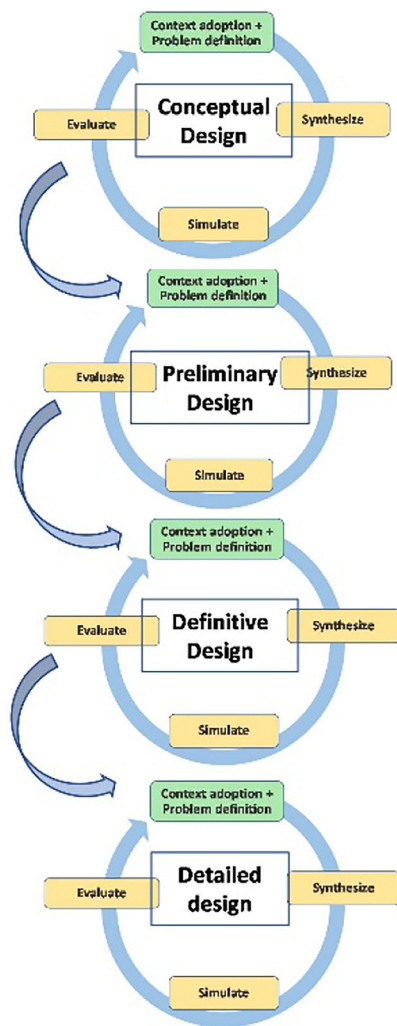 Context adoption +
Problem definition
Evaluate
Conceptual
Design
Synthesize
Simulate
Context adoption +
Problem definition
Evaluate
Preliminary
Design
Synthesize
Simulate
Context adoption +
Problem definition
Evaluate
Definitive
Design
Synthesize
Simulate
Context adoption +
Problem definition
Evaluate
Detailed
design
Synthesize
Simulate